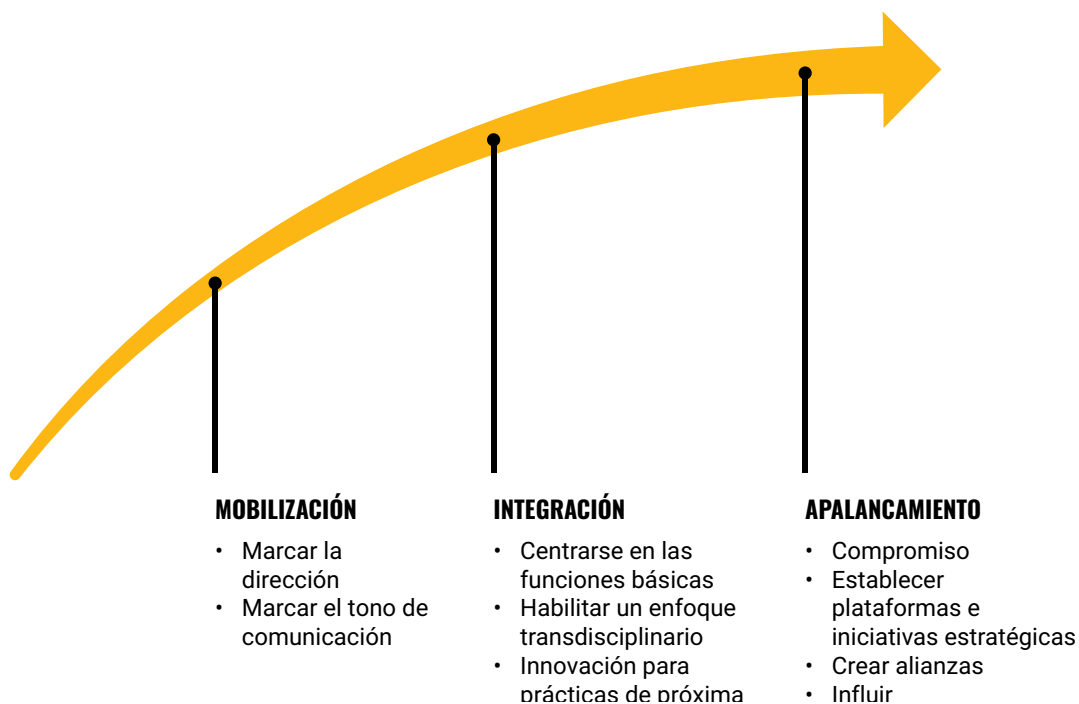 MOBILIZACIÓN
• Marcar la
dirección
• Marcar el tono de
comunicación
INTEGRACIÓN
• Centrarse en las
funciones básicas
• Habilitar un enfoque
transdisciplinario
• Innovación para
prácticas de próxima
APALANCAMIENTO
• Compromiso
• Establecer
plataformas e
iniciativas estratégicas
• Crear alianzas
• Influir